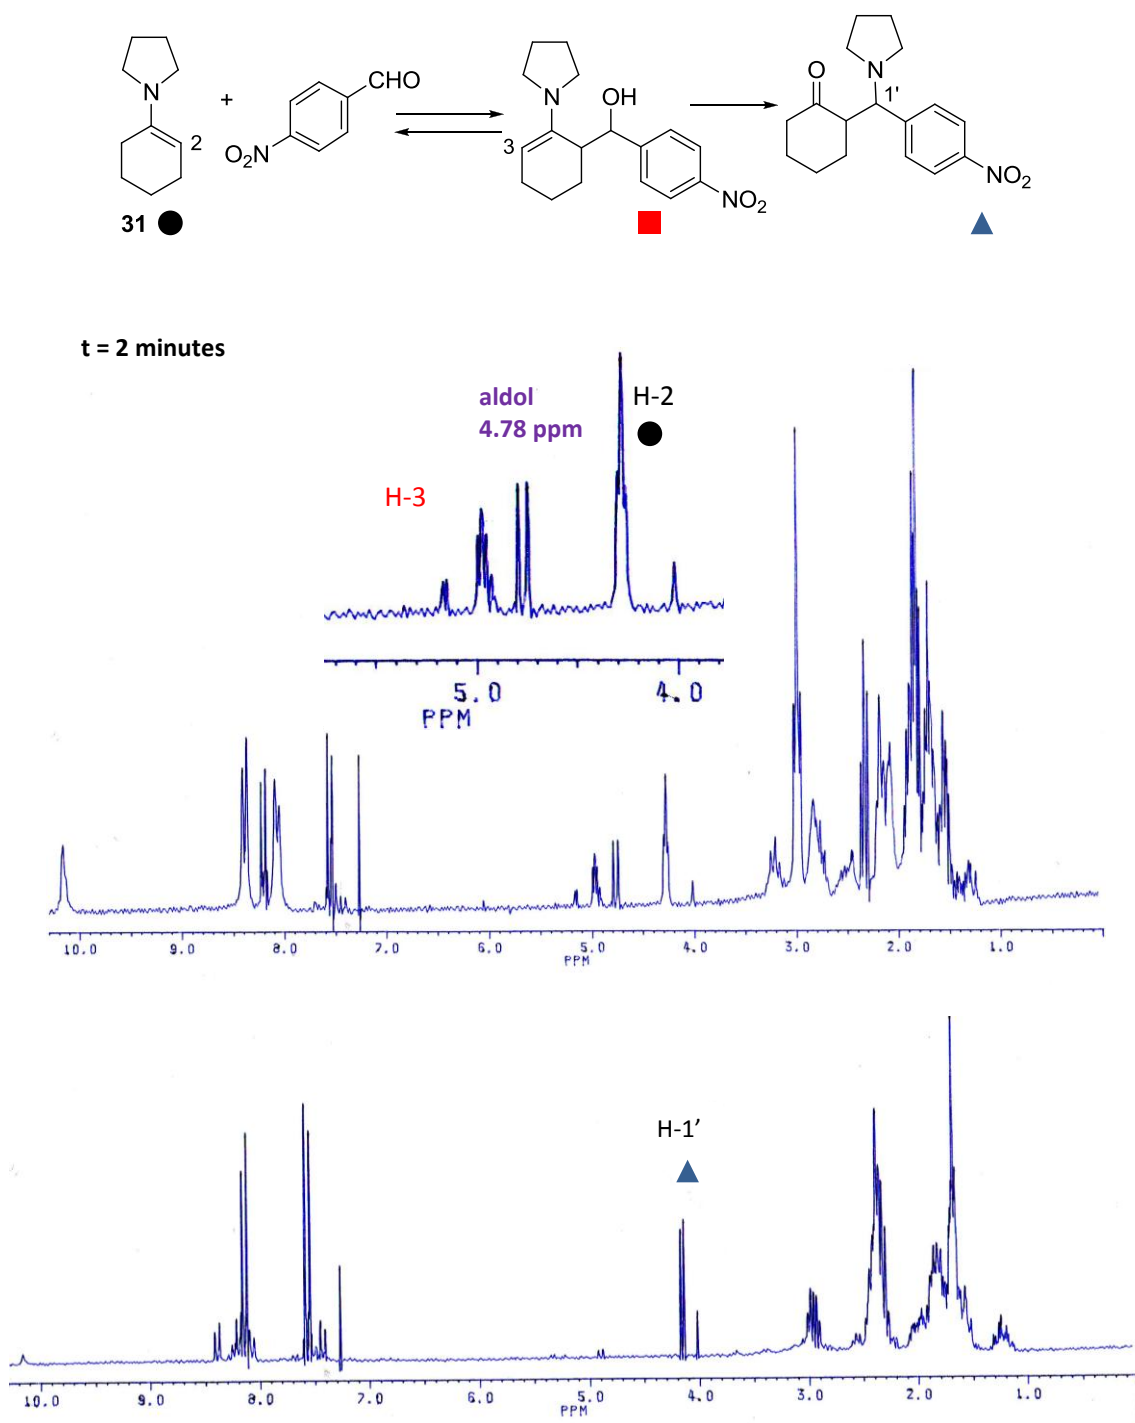 N
+
CHO
O₂N
2
31
N
OH
3
NO₂
O
N
1'
NO₂
t = 2 minutes
aldol
4.78 ppm
H-2
H-3
5.0
4.0
PPM
10.0 9.0 8.0 7.0 6.0 5.0 4.0 3.0 2.0 1.0
PPM
H-1’
10.0 9.0 8.0 7.0 6.0 5.0 4.0 3.0 2.0 1.0
PPM